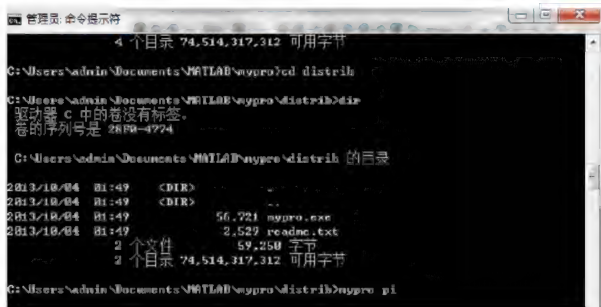 管理员: 命令提示符
4 个目录 74,514,317,312 可用字节
C:\Users\admin\Documents\MATLAB\mypro>cd distrib
C:\Users\admin\Documents\MATLAB\mypro\distrib>dir
驱动器 C 中的卷没有标签。
卷的序列号是 28F0-4774
C:\Users\admin\Documents\MATLAB\mypro\distrib 的目录
2013/10/04 01:49 <DIR> .
2013/10/04 01:49 <DIR> ..
2013/10/04 01:49 56,721 mypro.exe
2013/10/04 01:49 2,529 readme.txt
2 个文件 59,250 字节
2 个目录 74,514,317,312 可用字节
C:\Users\admin\Documents\MATLAB\mypro\distrib>mypro pi